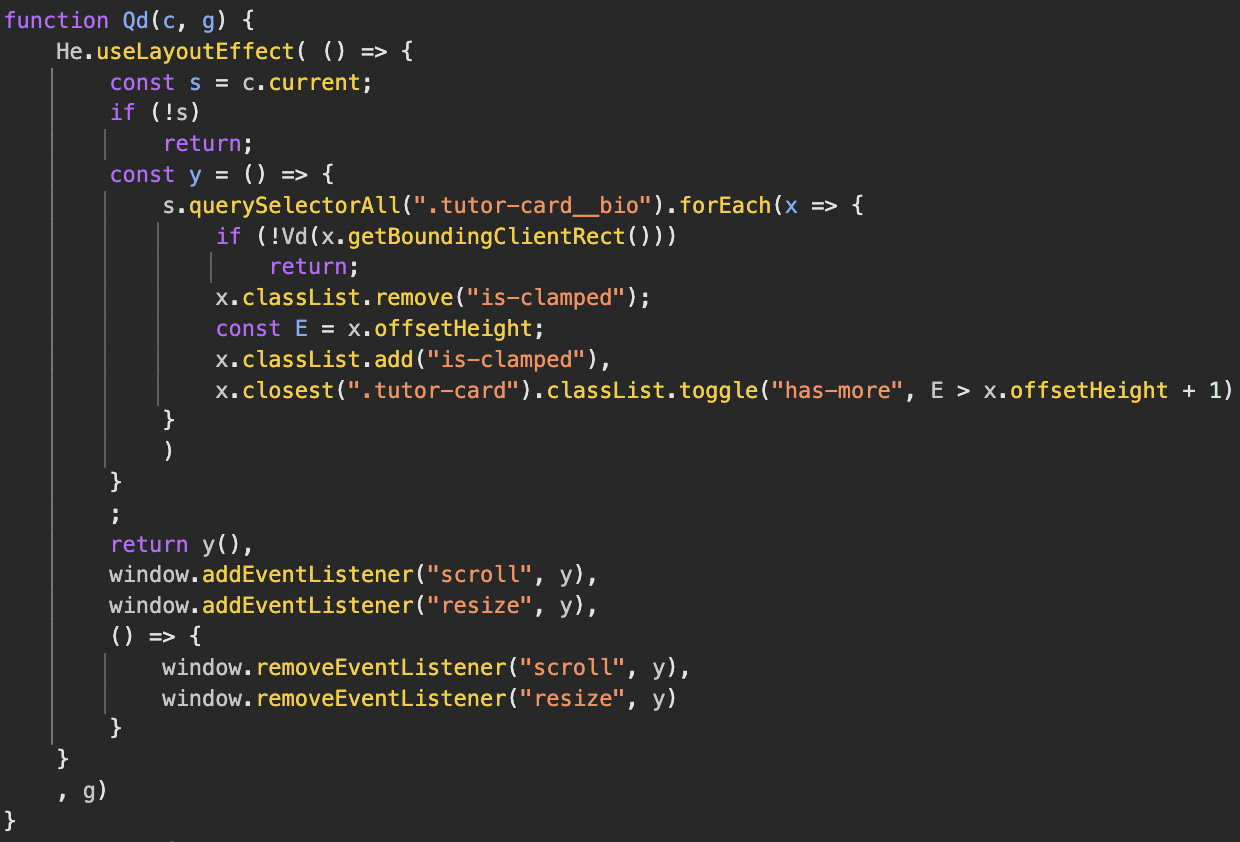 function Qd(c, g) {
    He.useLayoutEffect( () => {
        const s = c.current;
        if (!s)
            return;
        const y = () => {
            s.querySelectorAll(".tutor-card__bio").forEach(x => {
                if (!Vd(x.getBoundingClientRect()))
                    return;
                x.classList.remove("is-clamped");
                const E = x.offsetHeight;
                x.classList.add("is-clamped"),
                x.closest(".tutor-card").classList.toggle("has-more", E > x.offsetHeight + 1)
            }
            )
        }
        ;
        return y(),
        window.addEventListener("scroll", y),
        window.addEventListener("resize", y),
        () => {
            window.removeEventListener("scroll", y),
            window.removeEventListener("resize", y)
        }
    }
    , g)
}